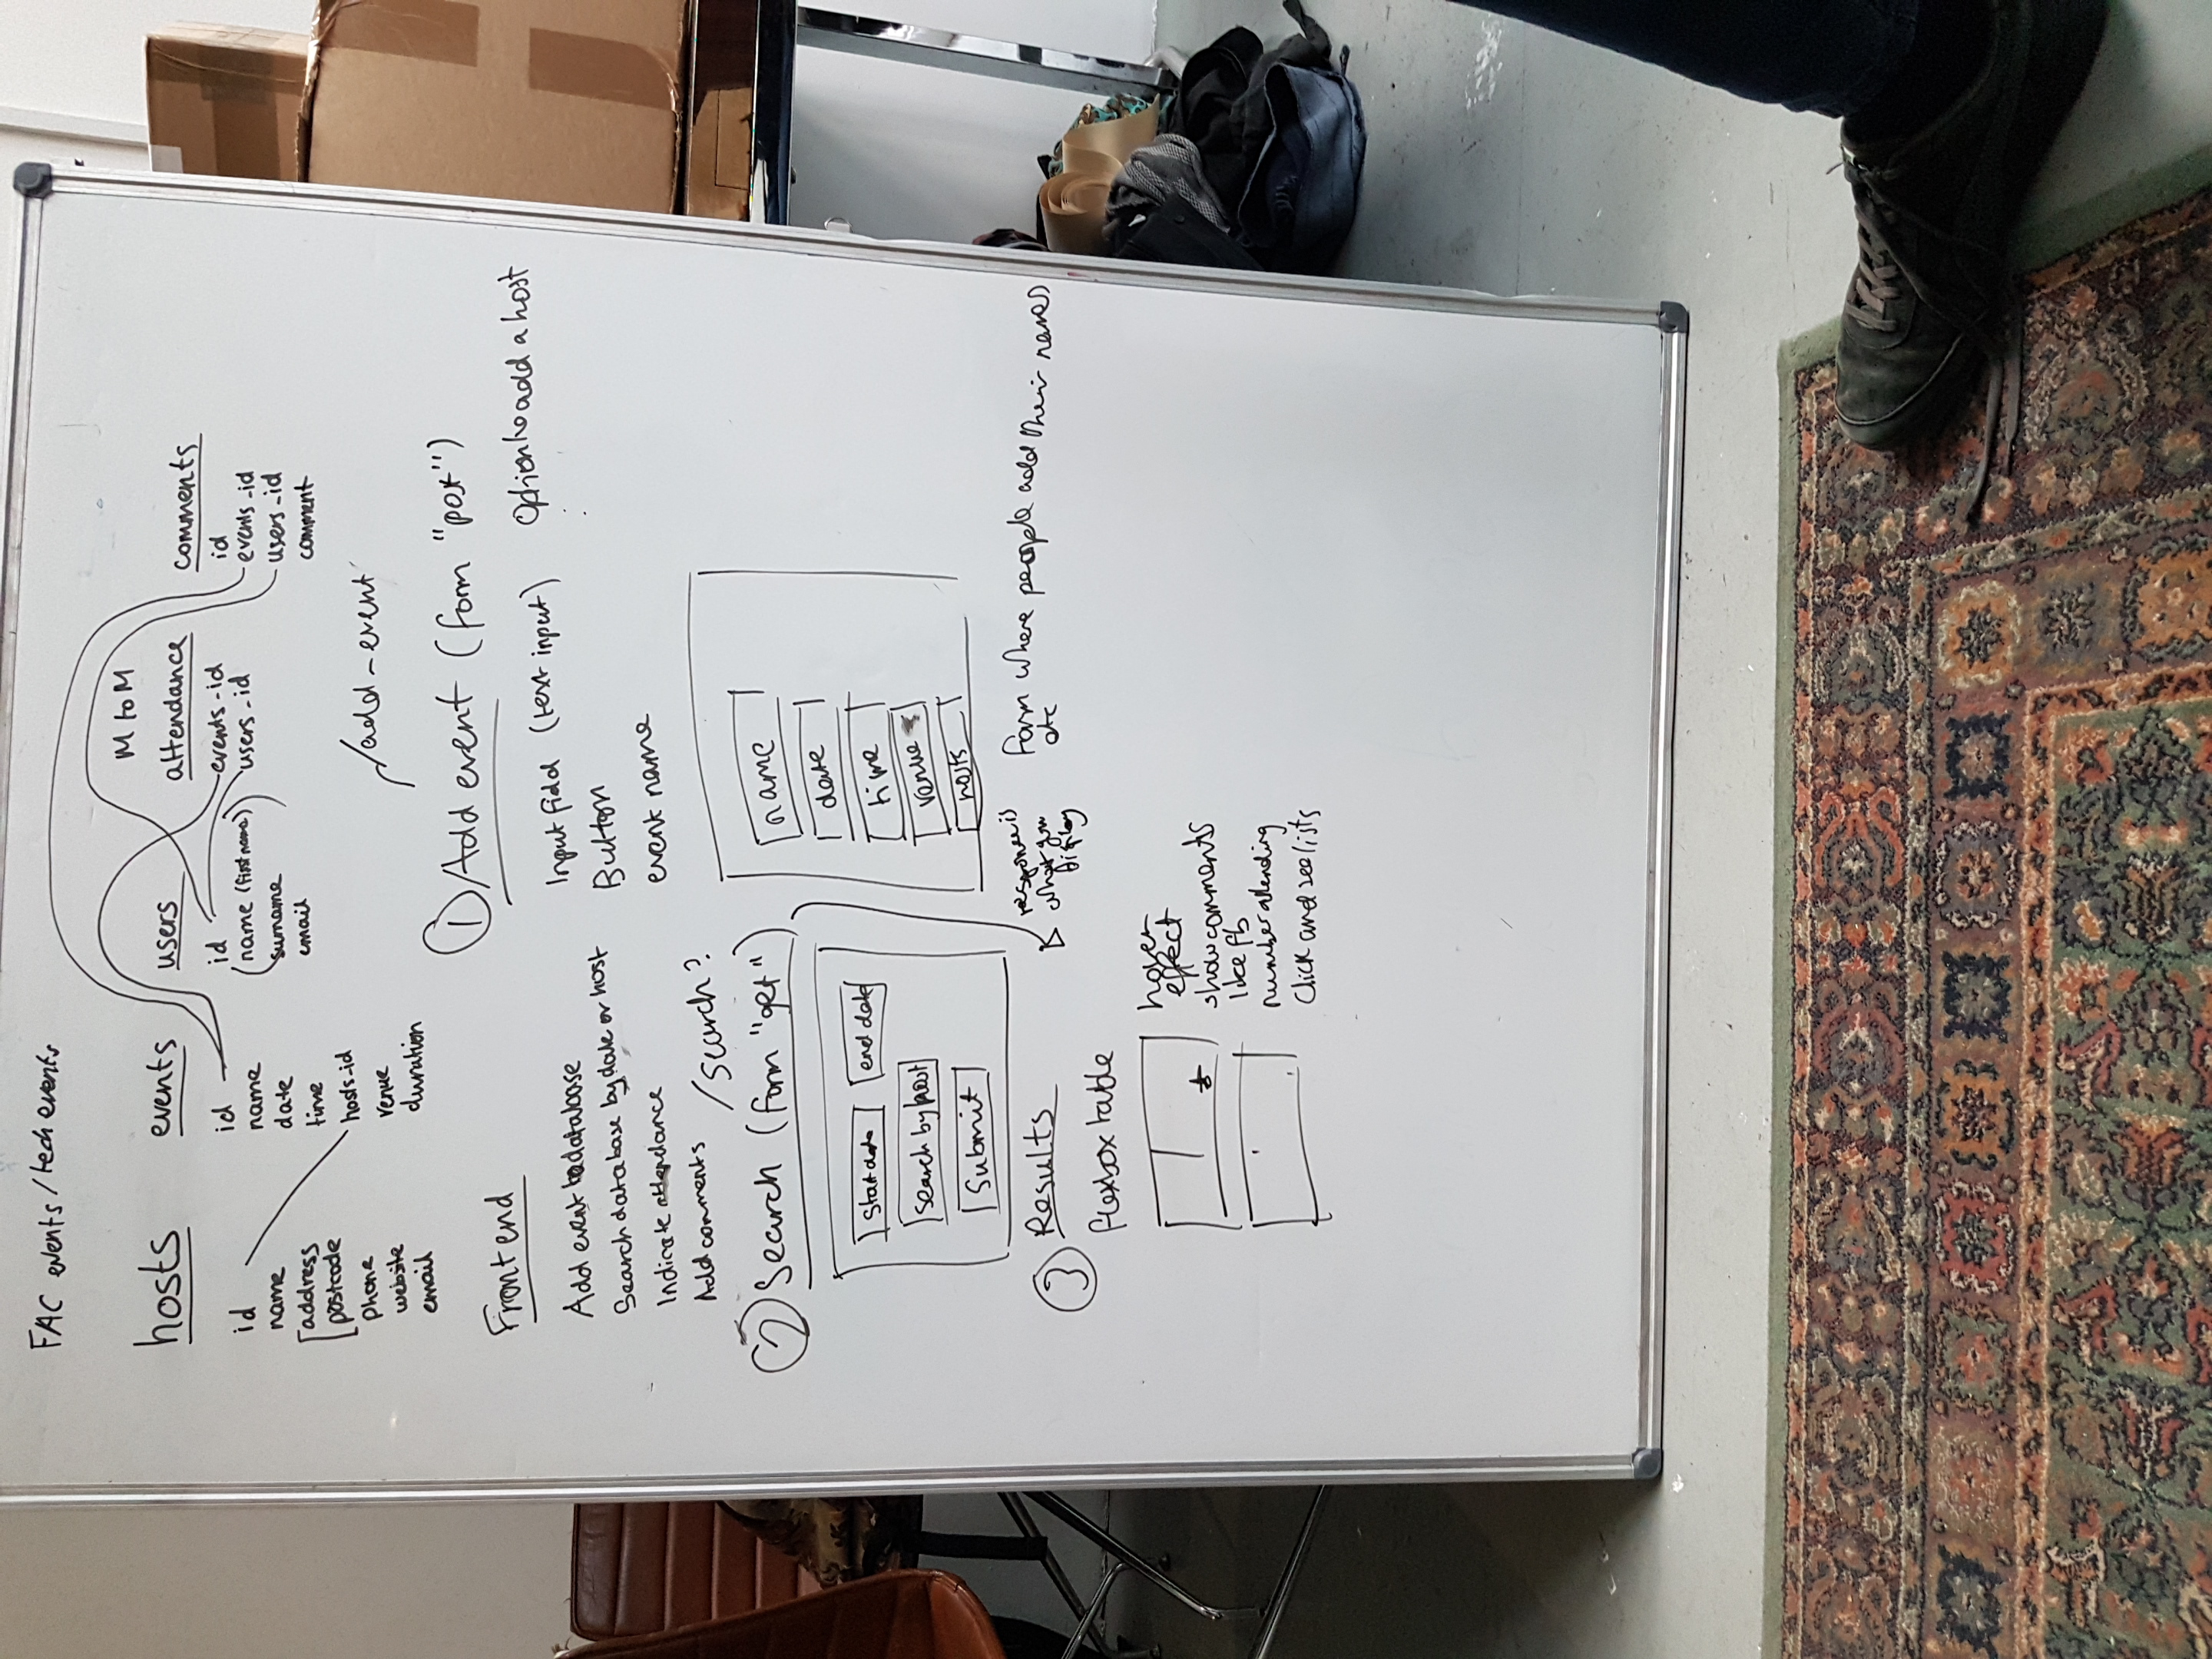 FAC events / tech events
hosts
id
name
address
postcode
phone
website
email
events
id
name
date
time
hosts_id
venue
duration
users
id
name (first name)
surname
email
M to M
attendance
events_id
users_id
comments
id
events_id
users_id
comment
Front end
Add event to database
Search database by date or host
Indicate attendance
Add comments
/add-event
1 Add event (form "post")
Input field (text input)
Option to add a host
Button
event name
name
date
time
venue
hosts
form where people add their names
etc
/search?
2 Search (form "get")
Start date
end date
search by host
Submit
response is
what you
display
3 Results
flexbox table
hover
effect
show comments
like fb
number attending
Click and see lists